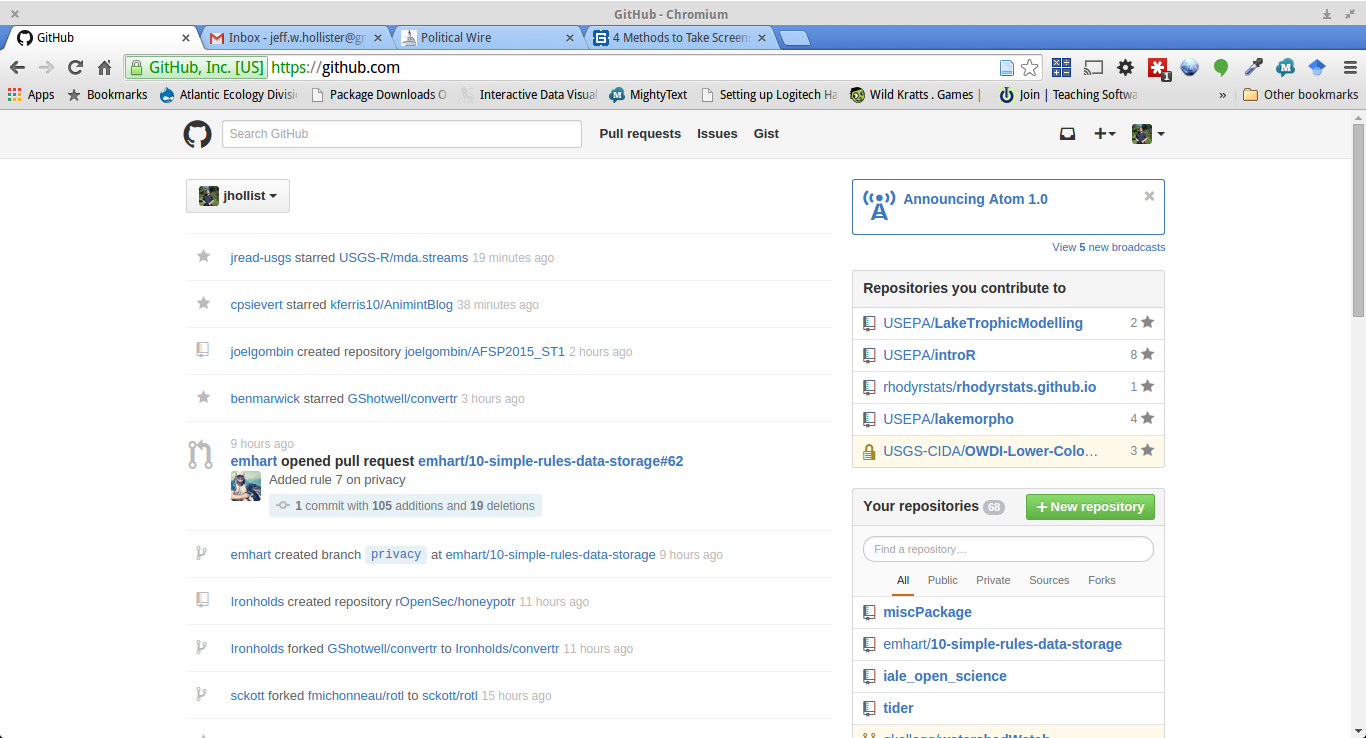 GitHub - Chromium
GitHub
Inbox - jeff.w.hollister@gm
Political Wire
4 Methods to Take Screen
GitHub, Inc. [US] https://github.com
1
Apps Bookmarks Atlantic Ecology Divisi Package Downloads O Interactive Data Visual MightyText Setting up Logitech Ha Wild Kratts . Games | Join | Teaching Softwa » Other bookmarks
Search GitHub
Pull requests Issues Gist
jhollist
Announcing Atom 1.0
View 5 new broadcasts
jread-usgs starred USGS-R/mda.streams 19 minutes ago
cpsievert starred kferris10/AnimintBlog 38 minutes ago
joelgombin created repository joelgombin/AFSP2015_ST1 2 hours ago
benmarwick starred GShotwell/convertr 3 hours ago
9 hours ago
emhart opened pull request emhart/10-simple-rules-data-storage#62
Added rule 7 on privacy
1 commit with 105 additions and 19 deletions
emhart created branch privacy at emhart/10-simple-rules-data-storage 9 hours ago
Ironholds created repository rOpenSec/honeypotr 11 hours ago
Ironholds forked GShotwell/convertr to Ironholds/convertr 11 hours ago
sckott forked fmichonneau/rotl to sckott/rotl 15 hours ago
Repositories you contribute to
USEPA/LakeTrophicModelling 2
USEPA/introR 8
rhodyrstats/rhodyrstats.github.io 1
USEPA/lakemorpho 4
USGS-CIDA/OWDI-Lower-Colo… 3
Your repositories 68
New repository
Find a repository…
All Public Private Sources Forks
miscPackage
emhart/10-simple-rules-data-storage
iale_open_science
tider